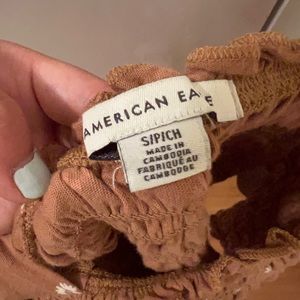 AMERICAN EA E
S/P/CH
MADE IN
CAMBODIA
FABRIQUÉ AU
CAMBODGE